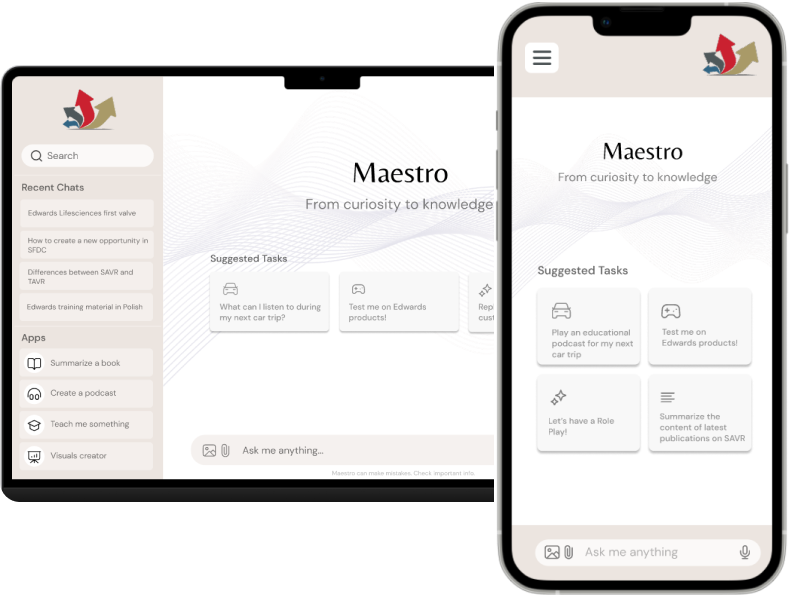 Search
Recent Chats
Edwards Lifesciences first valve
How to create a new opportunity in
SFDC
Differences between SAVR and
TAVR
Edwards training material in Polish
Apps
Summarize a book
Create a podcast
Teach me something
Visuals creator
Maestro
From curiosity to knowledge
Suggested Tasks
What can I listen to during
my next car trip?
Test me on Edwards
products!
Rep
cust
Ask me anything...
Maestro can make mistakes. Check important info.
Maestro
From curiosity to knowledge
Suggested Tasks
Play an educational
podcast for my next
car trip
Test me on
Edwards products!
Let's have a Role
Play!
Summarize the
content of latest
publications on SAVR
Ask me anything